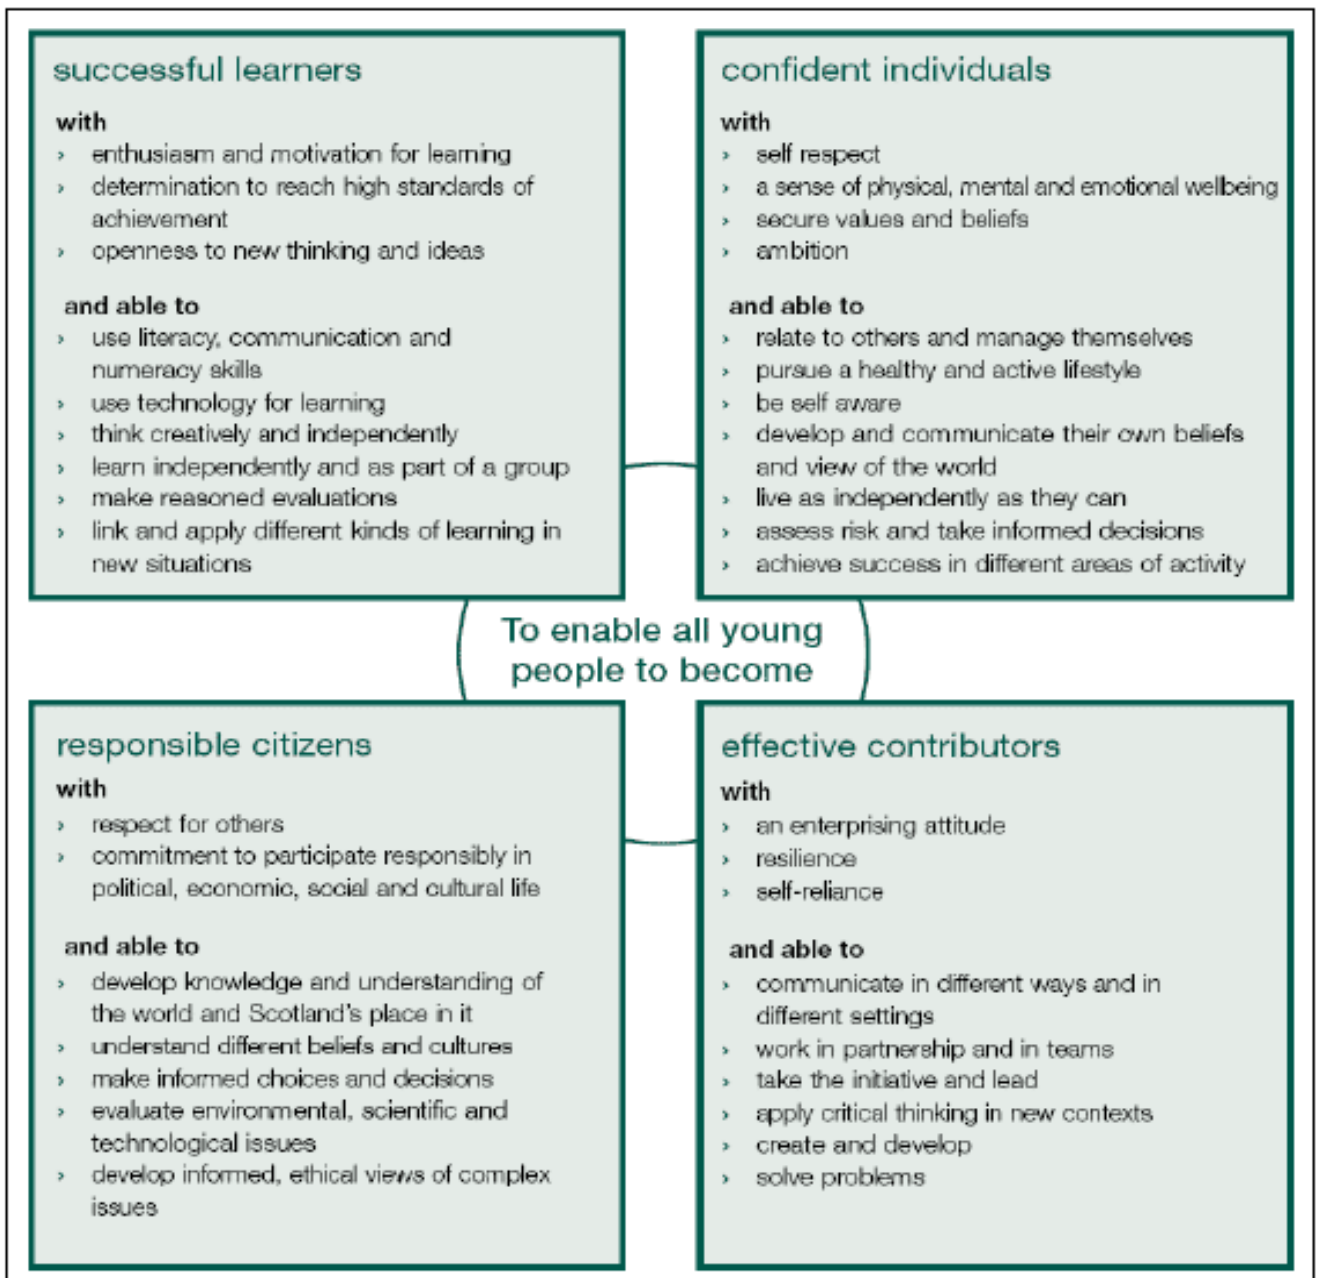 successful learners
with
› enthusiasm and motivation for learning
› determination to reach high standards of
achievement
› openness to new thinking and ideas
and able to
› use literacy, communication and
numeracy skills
› use technology for learning
› think creatively and independently
› learn independently and as part of a group
› make reasoned evaluations
› link and apply different kinds of learning in
new situations
confident individuals
with
› self respect
› a sense of physical, mental and emotional wellbeing
› secure values and beliefs
› ambition
and able to
› relate to others and manage themselves
› pursue a healthy and active lifestyle
› be self aware
› develop and communicate their own beliefs
and view of the world
› live as independently as they can
› assess risk and take informed decisions
› achieve success in different areas of activity
To enable all young
people to become
responsible citizens
with
› respect for others
› commitment to participate responsibly in
political, economic, social and cultural life
and able to
› develop knowledge and understanding of
the world and Scotland's place in it
› understand different beliefs and cultures
› make informed choices and decisions
› evaluate environmental, scientific and
technological issues
› develop informed, ethical views of complex
issues
effective contributors
with
› an enterprising attitude
› resilience
› self-reliance
and able to
› communicate in different ways and in
different settings
› work in partnership and in teams
› take the initiative and lead
› apply critical thinking in new contexts
› create and develop
› solve problems